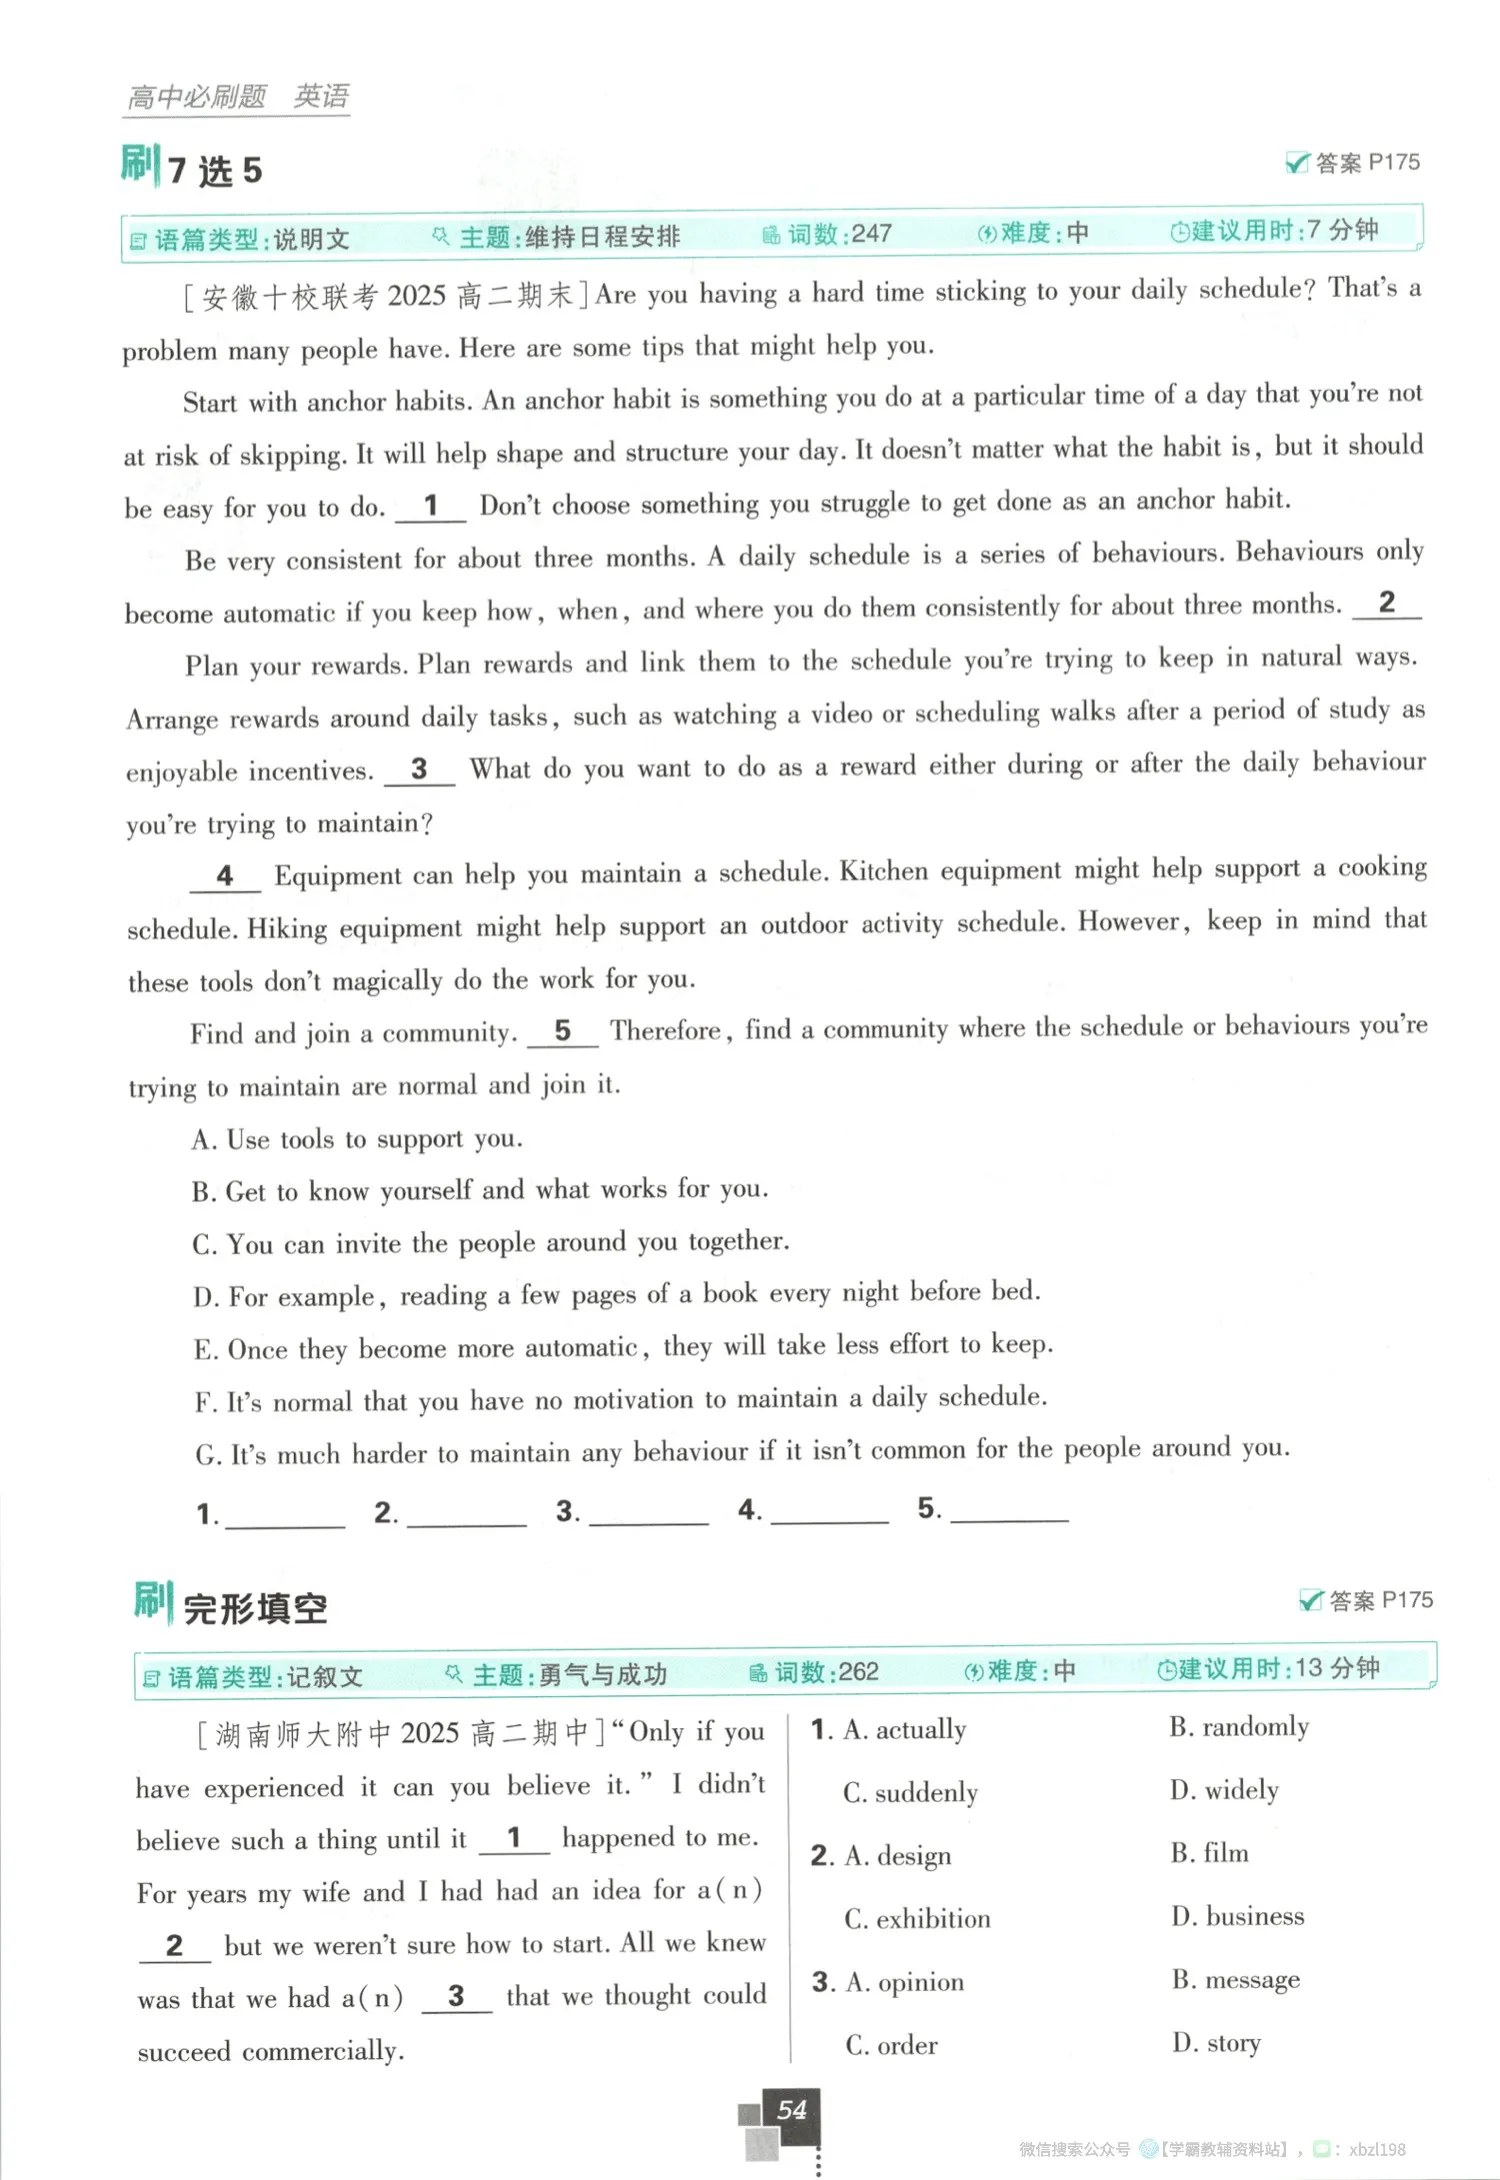 高中必刷题 英语
刷 7 选 5
答案 P175
语篇类型:说明文 主题:维持日程安排 词数:247 难度:中 建议用时:7 分钟
[安徽十校联考 2025 高二期末]Are you having a hard time sticking to your daily schedule? That's a
problem many people have. Here are some tips that might help you.
Start with anchor habits. An anchor habit is something you do at a particular time of a day that you're not
at risk of skipping. It will help shape and structure your day. It doesn't matter what the habit is, but it should
be easy for you to do. 1 Don't choose something you struggle to get done as an anchor habit.
Be very consistent for about three months. A daily schedule is a series of behaviours. Behaviours only
become automatic if you keep how, when, and where you do them consistently for about three months. 2
Plan your rewards. Plan rewards and link them to the schedule you're trying to keep in natural ways.
Arrange rewards around daily tasks, such as watching a video or scheduling walks after a period of study as
enjoyable incentives. 3 What do you want to do as a reward either during or after the daily behaviour
you're trying to maintain?
4 Equipment can help you maintain a schedule. Kitchen equipment might help support a cooking
schedule. Hiking equipment might help support an outdoor activity schedule. However, keep in mind that
these tools don't magically do the work for you.
Find and join a community. 5 Therefore, find a community where the schedule or behaviours you're
trying to maintain are normal and join it.
A. Use tools to support you.
B. Get to know yourself and what works for you.
C. You can invite the people around you together.
D. For example, reading a few pages of a book every night before bed.
E. Once they become more automatic, they will take less effort to keep.
F. It's normal that you have no motivation to maintain a daily schedule.
G. It's much harder to maintain any behaviour if it isn't common for the people around you.
1. ________ 2. ________ 3. ________ 4. ________ 5. ________
刷 完形填空
答案 P175
语篇类型:记叙文 主题:勇气与成功 词数:262 难度:中 建议用时:13 分钟
[湖南师大附中 2025 高二期中]"Only if you
have experienced it can you believe it." I didn't
believe such a thing until it 1 happened to me.
For years my wife and I had had an idea for a(n)
2 but we weren't sure how to start. All we knew
was that we had a(n) 3 that we thought could
succeed commercially.
1. A. actually B. randomly
C. suddenly D. widely
2. A. design B. film
C. exhibition D. business
3. A. opinion B. message
C. order D. story
54
微信搜索公众号【学霸教辅资料站】,:xbzl198